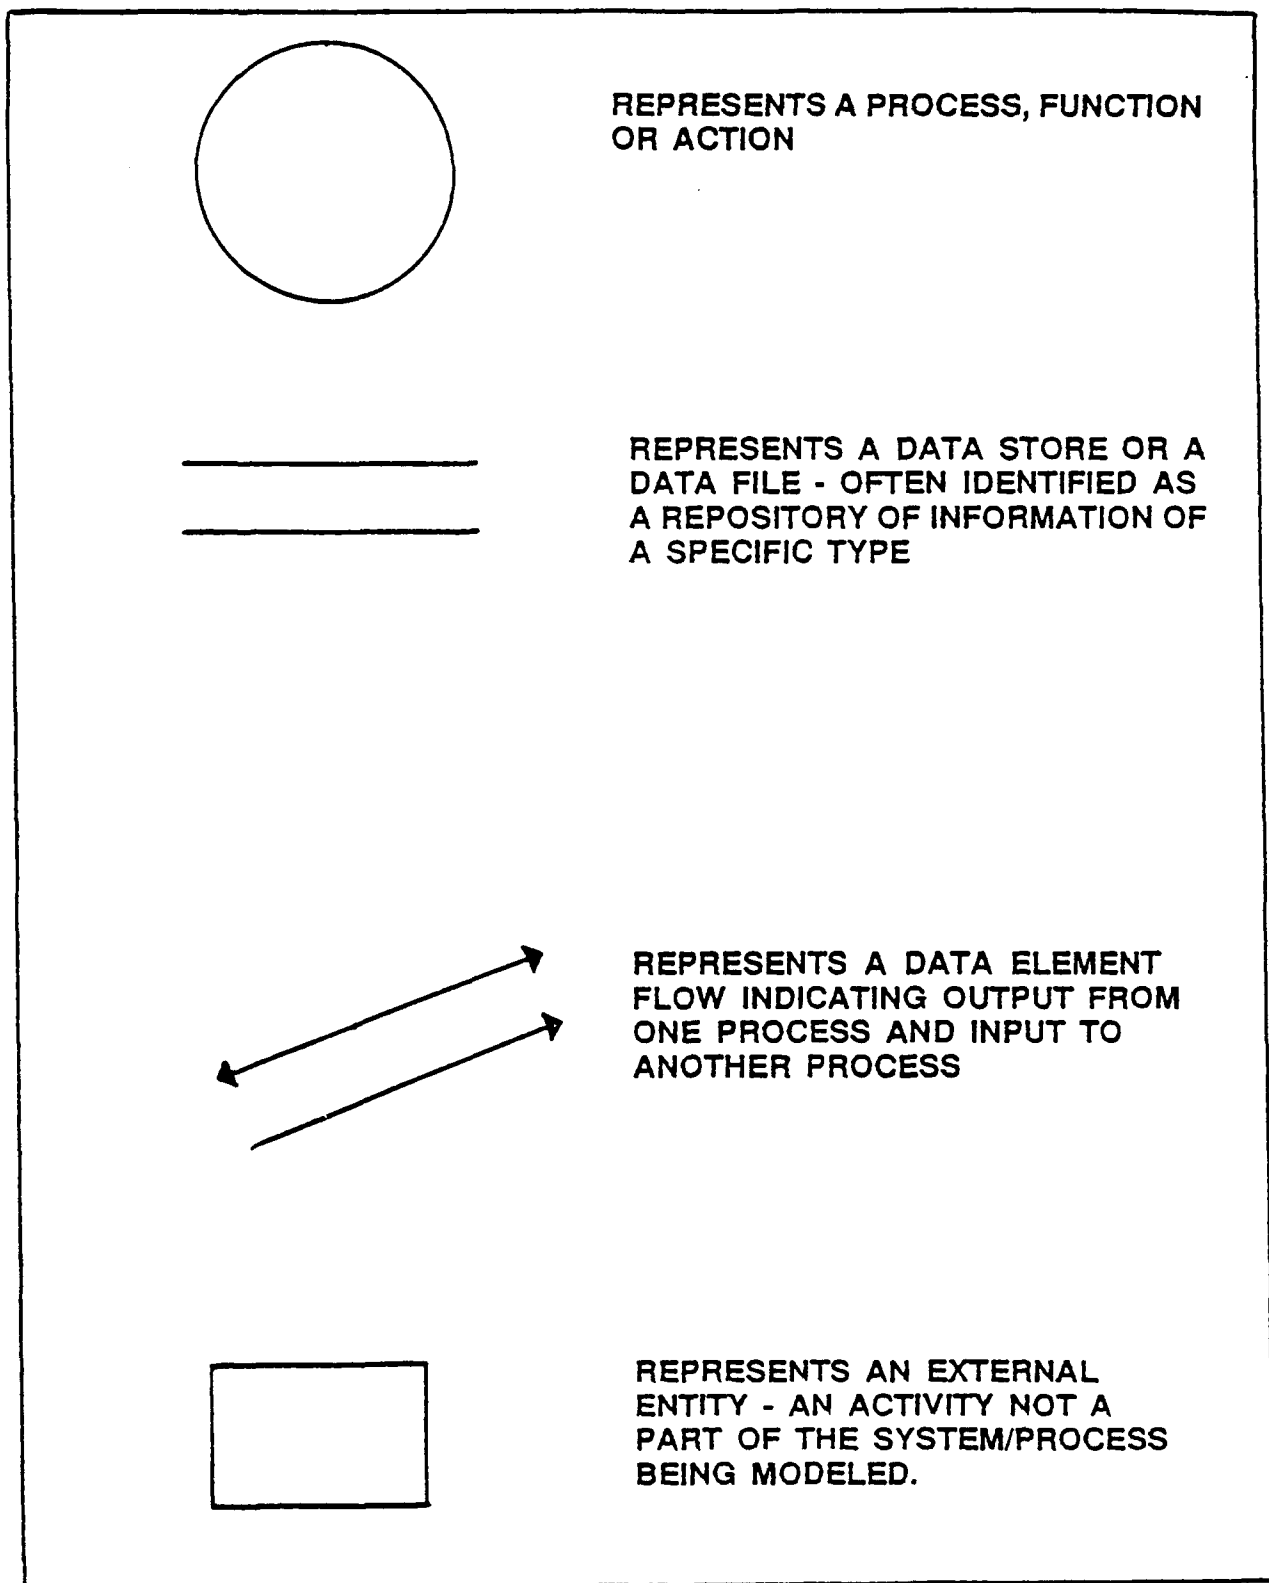 REPRESENTS A PROCESS, FUNCTION
OR ACTION
REPRESENTS A DATA STORE OR A
DATA FILE - OFTEN IDENTIFIED AS
A REPOSITORY OF INFORMATION OF
A SPECIFIC TYPE
REPRESENTS A DATA ELEMENT
FLOW INDICATING OUTPUT FROM
ONE PROCESS AND INPUT TO
ANOTHER PROCESS
REPRESENTS AN EXTERNAL
ENTITY - AN ACTIVITY NOT A
PART OF THE SYSTEM/PROCESS
BEING MODELED.